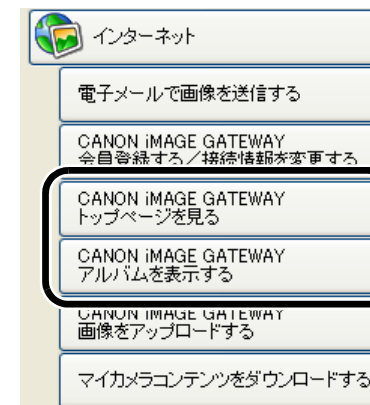 インターネット
電子メールで画像を送信する
CANON iMAGE GATEWAY
会員登録する／接続情報を変更する
CANON iMAGE GATEWAY
トップページを見る
CANON iMAGE GATEWAY
アルバムを表示する
CANON iMAGE GATEWAY
画像をアップロードする
マイカメラコンテンツをダウンロードする